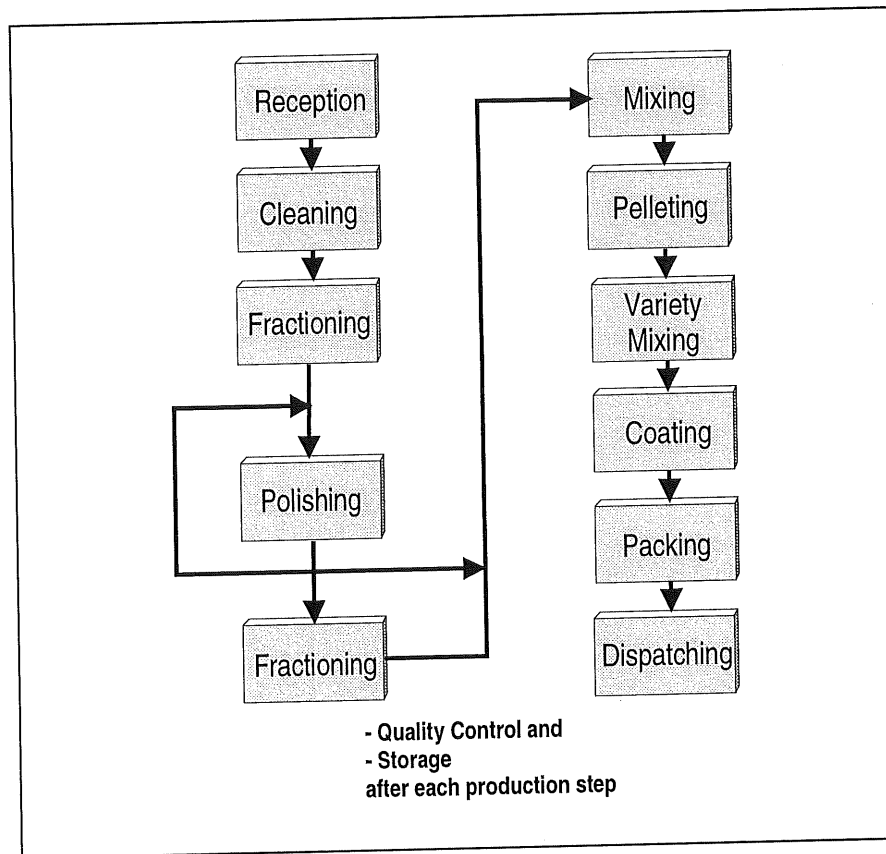 Reception
Cleaning
Fractioning
Polishing
Fractioning
Mixing
Pelleting
Variety
Mixing
Coating
Packing
Dispatching
- Quality Control and
- Storage
after each production step